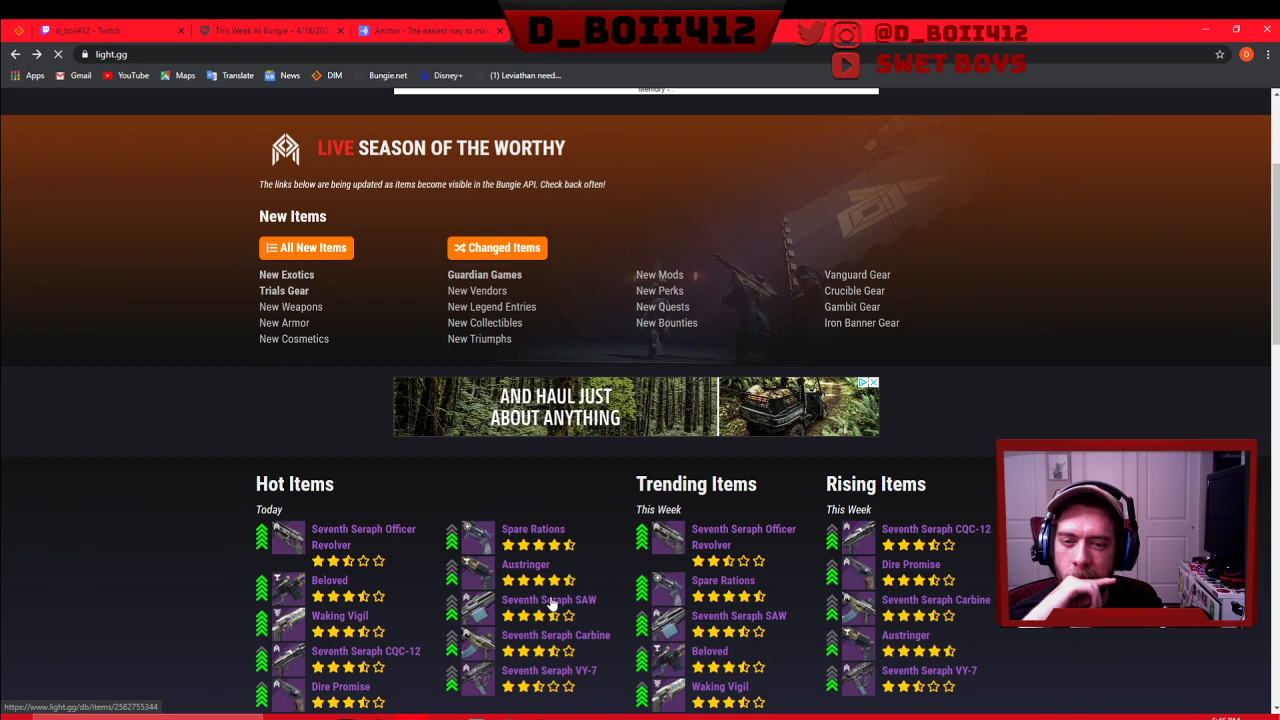 D_BOII412
@D_BOII412
SWET BOYS
d_boii412 - Twitch
This Week At Bungie – 4/16/202
Anchor - The easiest way to ma
light.gg
D
Apps
Gmail
YouTube
Maps
Translate
News
DIM
Bungie.net
Disney+
(1) Leviathan need...
Memory -...
LIVE SEASON OF THE WORTHY
The links below are being updated as items become visible in the Bungie API. Check back often!
New Items
All New Items
Changed Items
New Exotics
Guardian Games
New Mods
Vanguard Gear
Trials Gear
New Vendors
New Perks
Crucible Gear
New Weapons
New Legend Entries
New Quests
Gambit Gear
New Armor
New Collectibles
New Bounties
Iron Banner Gear
New Cosmetics
New Triumphs
AND HAUL JUST
ABOUT ANYTHING
Hot Items
Today
Seventh Seraph Officer
Revolver
Beloved
Waking Vigil
Seventh Seraph CQC-12
Dire Promise
Spare Rations
Austringer
Seventh Seraph SAW
Seventh Seraph Carbine
Seventh Seraph VY-7
Trending Items
This Week
Seventh Seraph Officer
Revolver
Spare Rations
Seventh Seraph SAW
Beloved
Waking Vigil
Rising Items
This Week
Seventh Seraph CQC-12
Dire Promise
Seventh Seraph Carbine
Austringer
Seventh Seraph VY-7
https://www.light.gg/db/items/2582755344